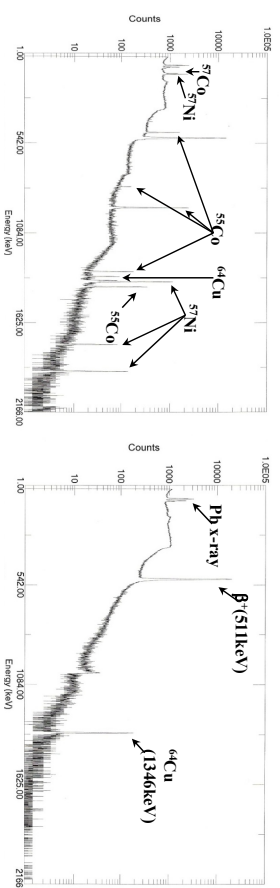 Counts
1.0E05
10000
1000
100
10
⁵⁷Co
⁵⁷Ni
⁵⁵Co
⁶⁴Cu
⁵⁷Ni
⁵⁵Co
1.00
542.00
1084.00
1625.00
2166.00
Energy (keV)
Counts
1.0E05
10000
1000
100
10
Pb x-ray
β⁺(511keV)
⁶⁴Cu
(1346keV)
1.00
542.00
1084.00
1625.00
2166
Energy (keV)